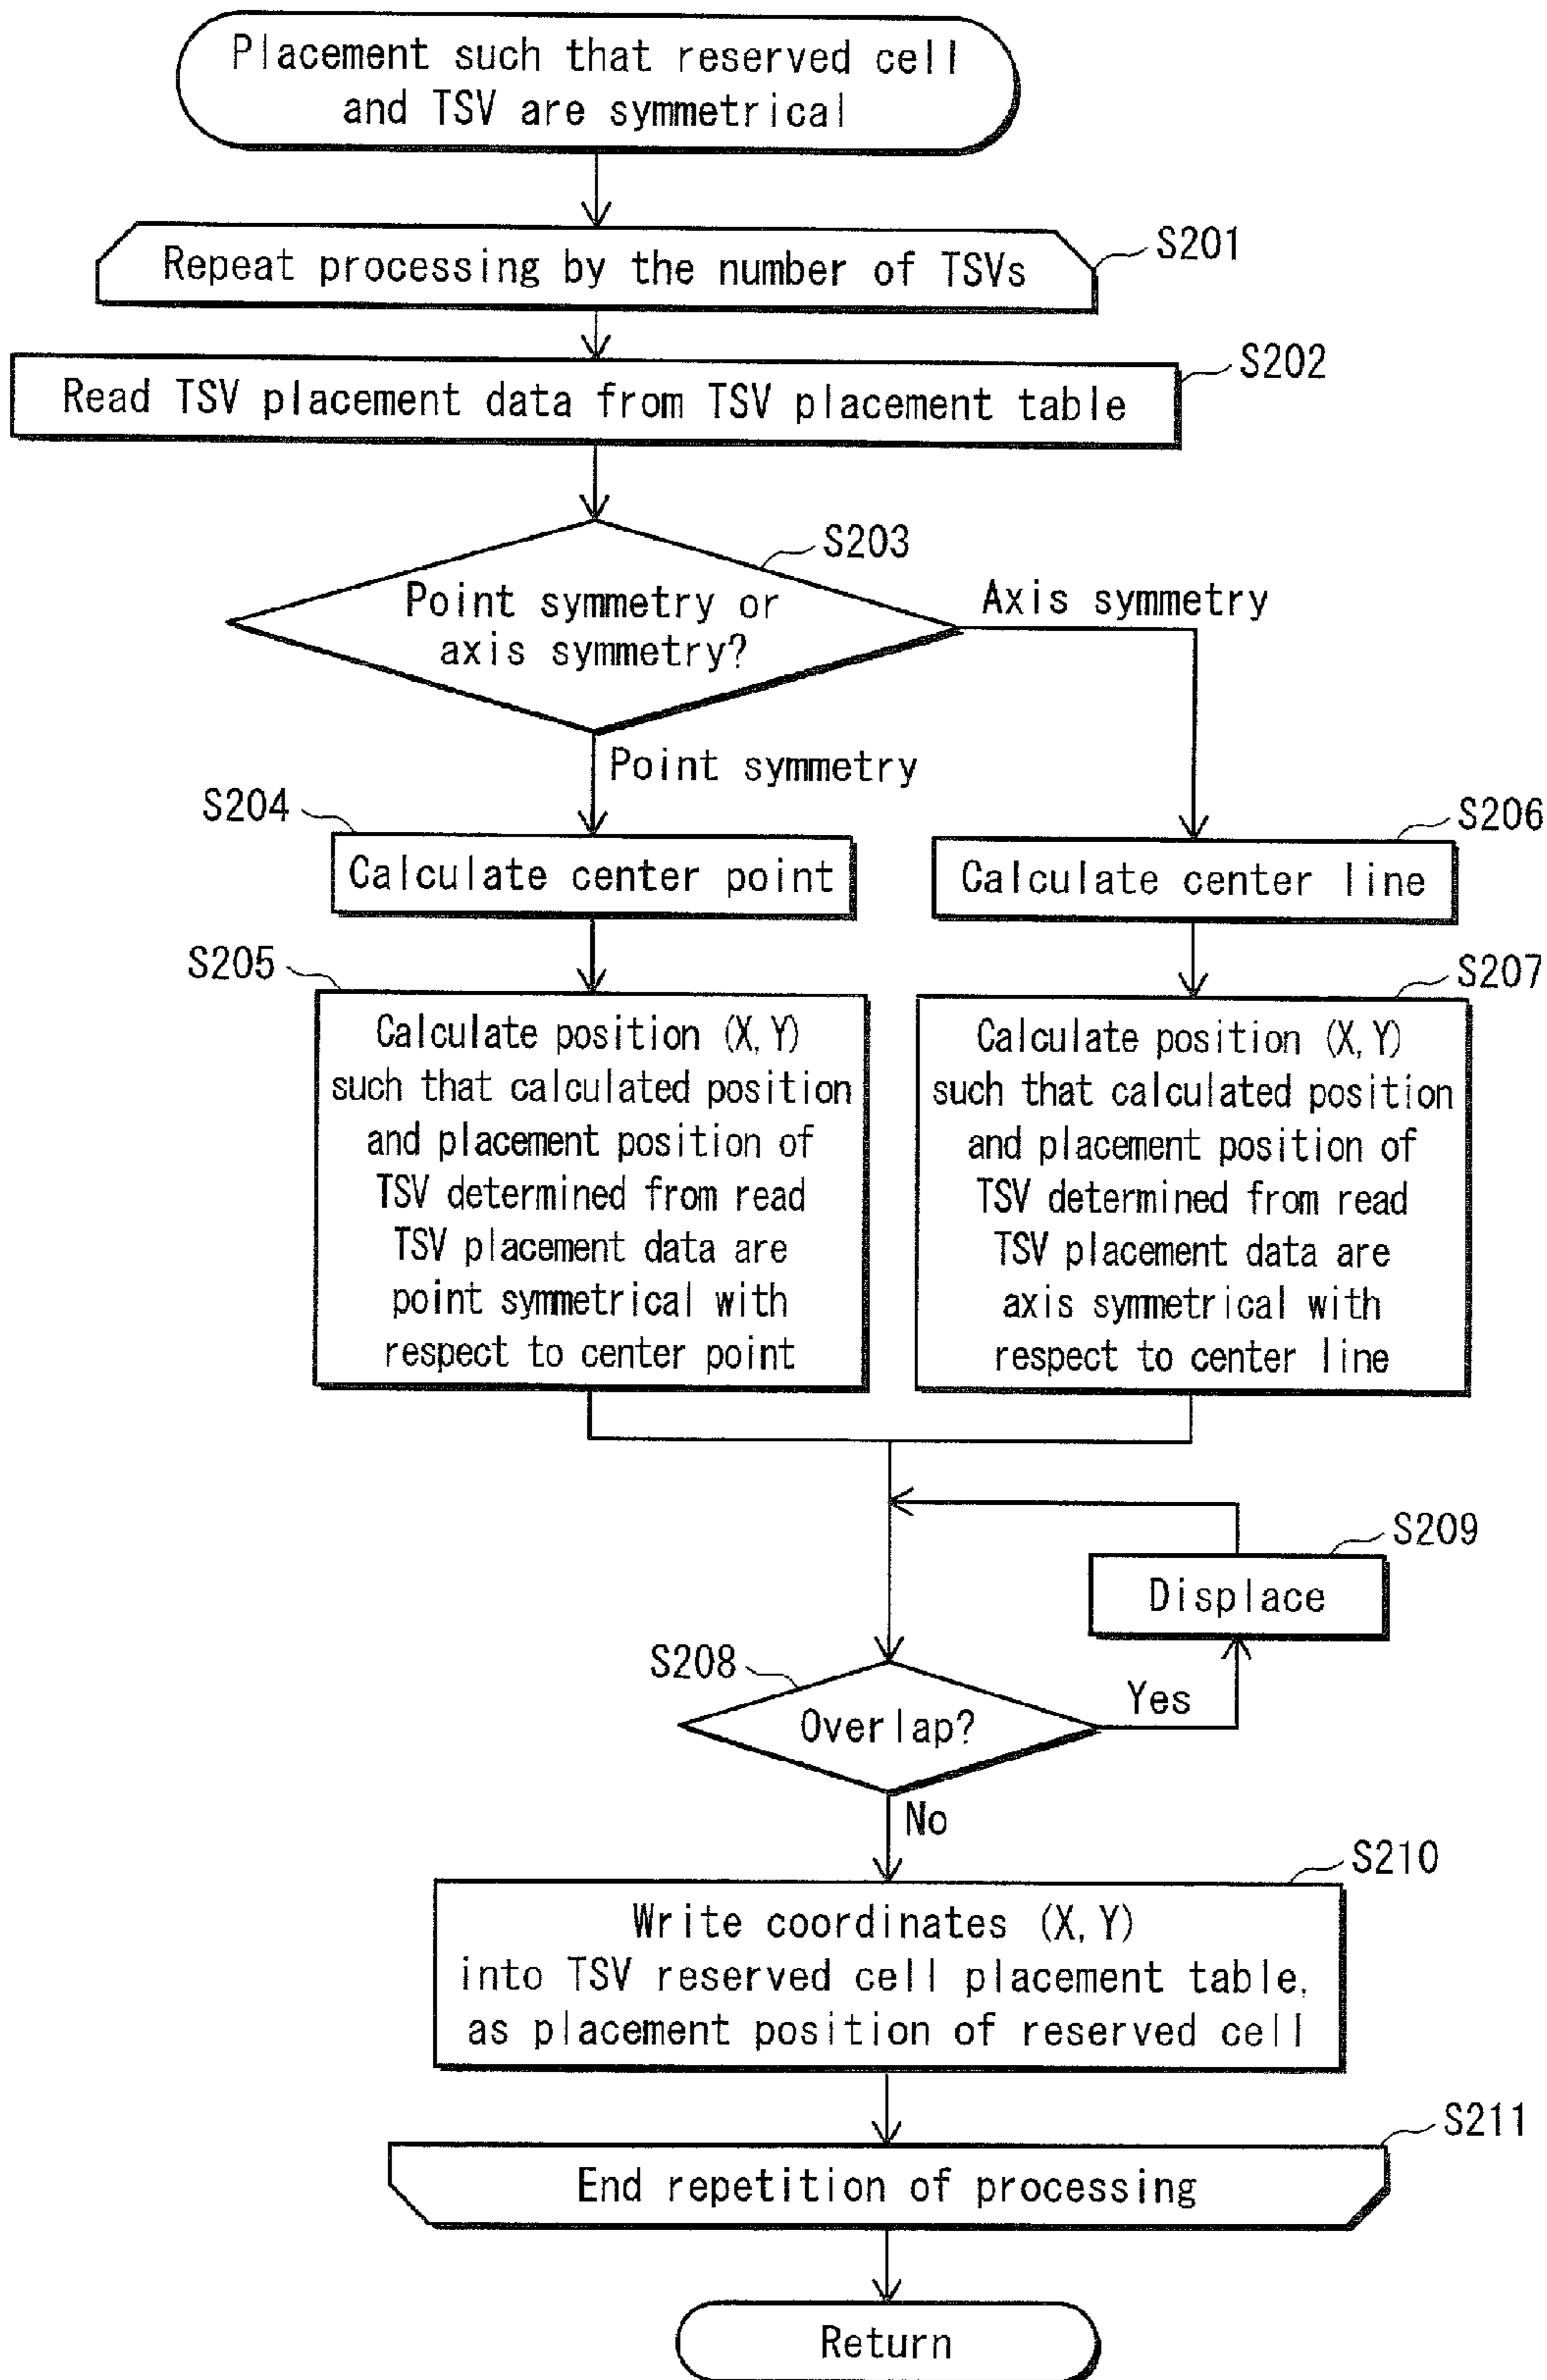 Placement such that reserved cell
and TSV are symmetrical
S201
Repeat processing by the number of TSVs
S202
Read TSV placement data from TSV placement table
S203
Point symmetry or
axis symmetry?
Axis symmetry
Point symmetry
S204
Calculate center point
S206
Calculate center line
S205
Calculate position (X, Y)
such that calculated position
and placement position of
TSV determined from read
TSV placement data are
point symmetrical with
respect to center point
S207
Calculate position (X, Y)
such that calculated position
and placement position of
TSV determined from read
TSV placement data are
axis symmetrical with
respect to center line
S209
Displace
S208
Overlap?
Yes
No
S210
Write coordinates (X, Y)
into TSV reserved cell placement table,
as placement position of reserved cell
S211
End repetition of processing
Return